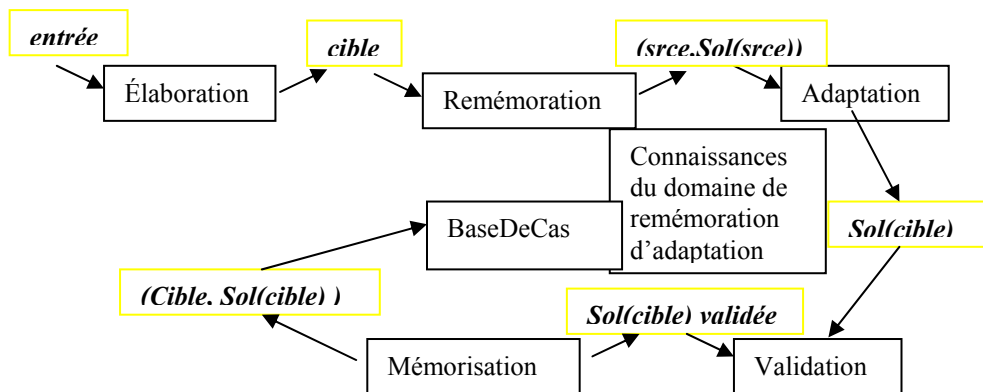 entrée
cible
(srce,Sol(srce))
Élaboration
Remémoration
Adaptation
Connaissances
du domaine de
remémoration
d’adaptation
BaseDeCas
Sol(cible)
(Cible, Sol(cible) )
Sol(cible) validée
Mémorisation
Validation